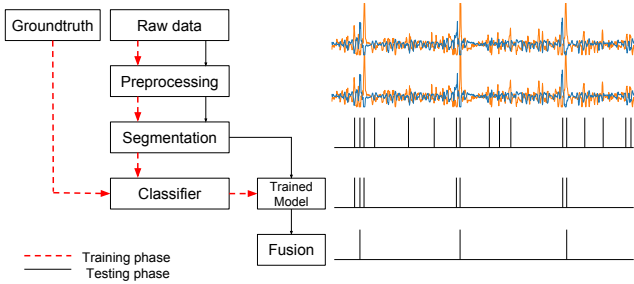 Groundtruth
Raw data
Preprocessing
Segmentation
Classifier
Trained
Model
Fusion
Training phase
Testing phase